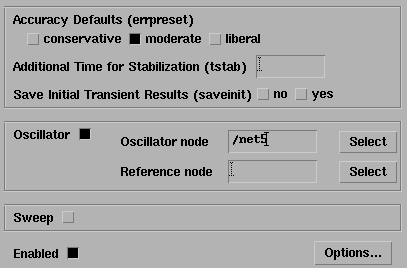 Accuracy Defaults (errpreset)
conservative moderate liberal
Additional Time for Stabilization (tstab)
Save Initial Transient Results (saveinit) no yes
Oscillator Oscillator node /net5 Select
Reference node Select
Sweep
Enabled Options...